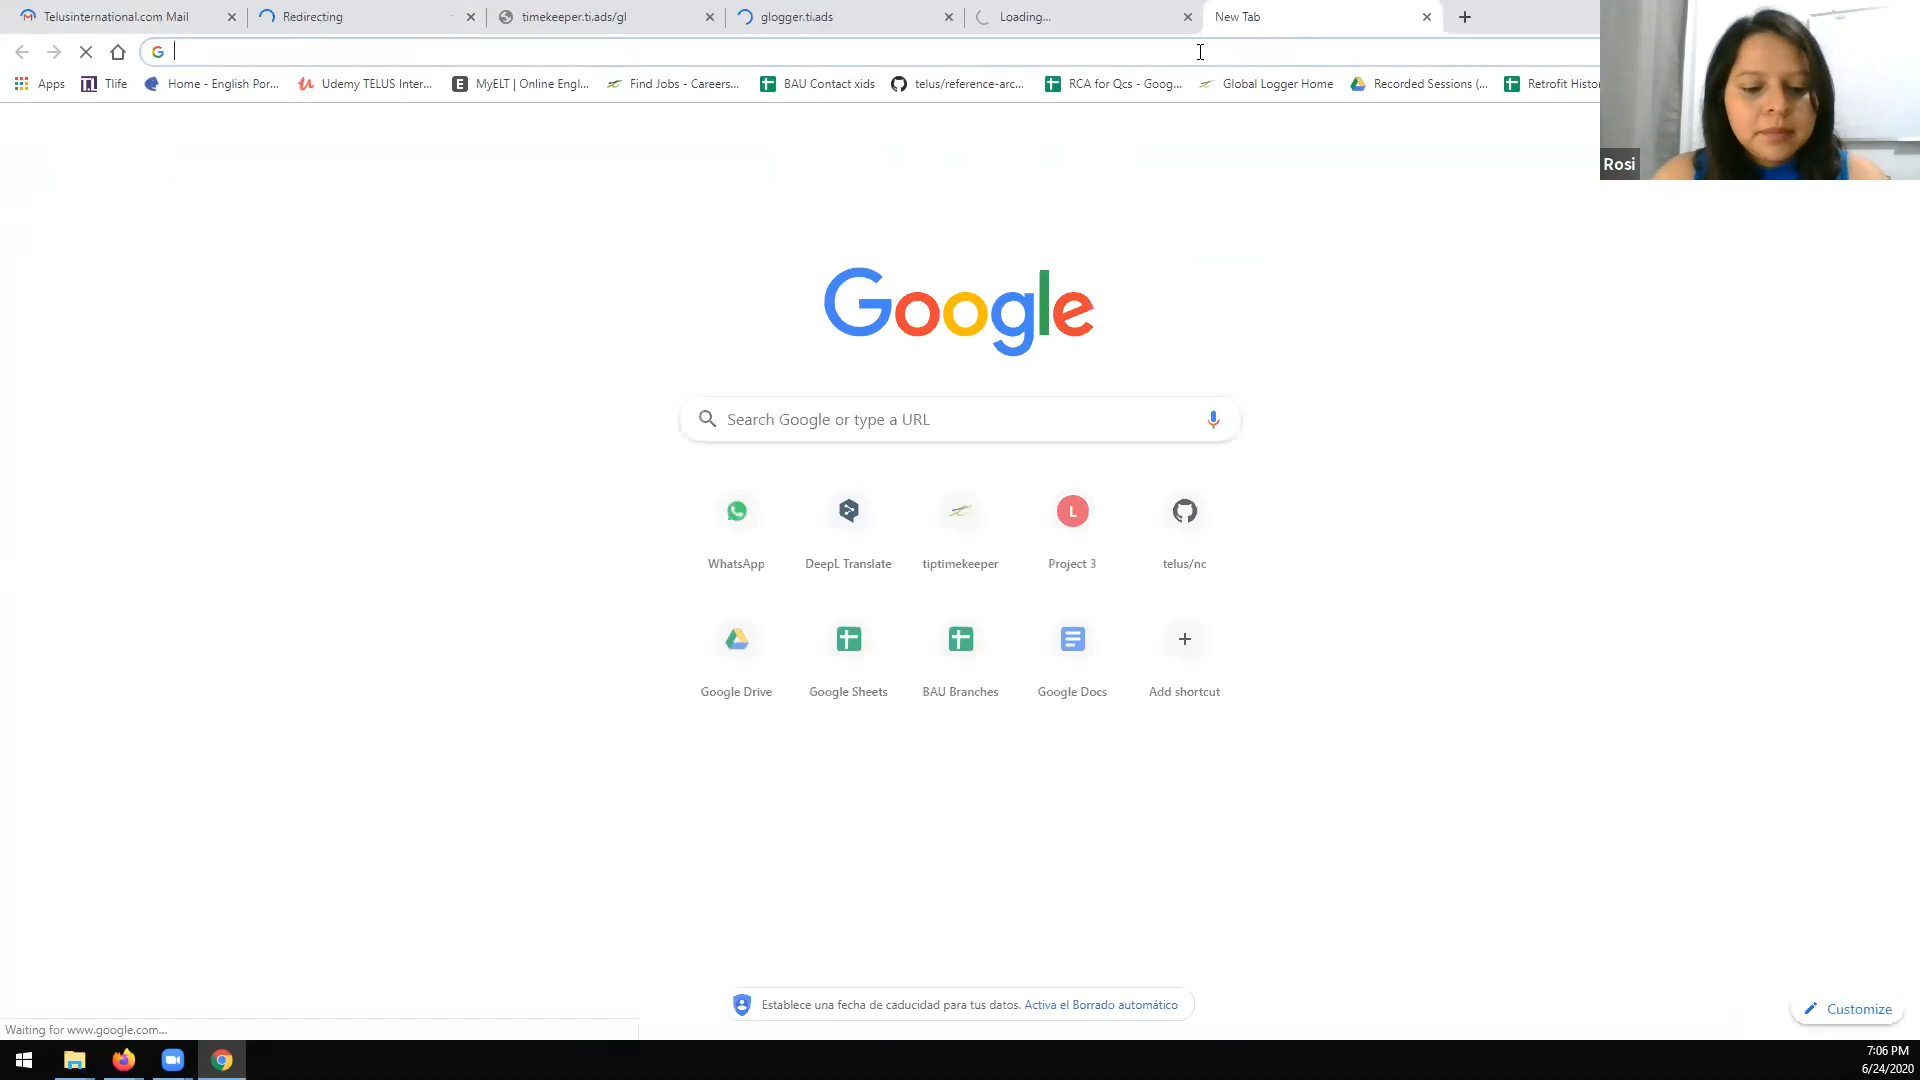 Telusinternational.com Mail
Redirecting
timekeeper.ti.ads/gl
glogger.ti.ads
Loading...
New Tab
Apps
Tlife
Home - English Por...
Udemy TELUS Inter...
MyELT | Online Engl...
Find Jobs - Careers...
BAU Contact xids
telus/reference-arc...
RCA for Qcs - Goog...
Global Logger Home
Recorded Sessions (...
Retrofit Histo
Rosi
Google
Search Google or type a URL
WhatsApp
DeepL Translate
tiptimekeeper
L
Project 3
telus/nc
Google Drive
Google Sheets
BAU Branches
Google Docs
Add shortcut
Establece una fecha de caducidad para tus datos. Activa el Borrado automático
Customize
Waiting for www.google.com...
7:06 PM
6/24/2020